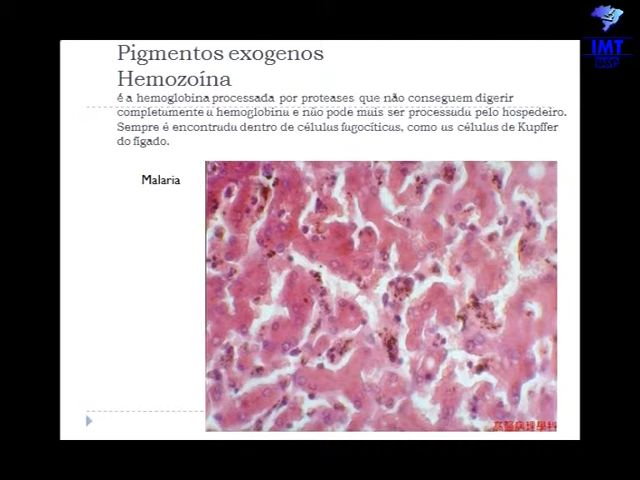 Pigmentos exogenos
Hemozoína
é a hemoglobina processada por proteases que não conseguem digerir
completamente a hemoglobina e não pode mais ser processada pelo hospedeiro.
Sempre é encontrada dentro de células fagocíticas, como as células de Kupffer
do fígado.
Malaria
IMT